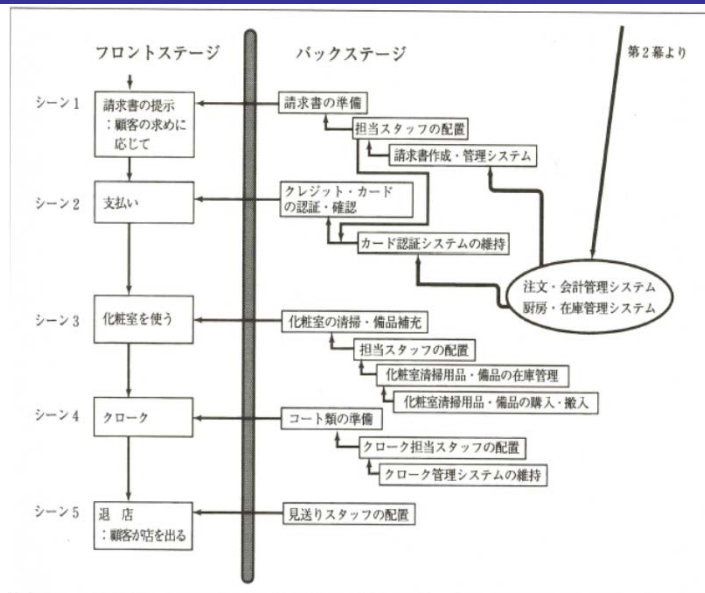 フロントステージ
バックステージ
第2幕より
シーン1
請求書の提示
：顧客の求めに
応じて
請求書の準備
担当スタッフの配置
請求書作成・管理システム
シーン2
支払い
クレジット・カード
の認証・確認
カード認証システムの維持
注文・会計管理システム
厨房・在庫管理システム
シーン3
化粧室を使う
化粧室の清掃・備品補充
担当スタッフの配置
化粧室清掃用品・備品の在庫管理
化粧室清掃用品・備品の購入・搬入
シーン4
クローク
コート類の準備
クローク担当スタッフの配置
クローク管理システムの維持
シーン5
退　店
：顧客が店を出る
見送りスタッフの配置